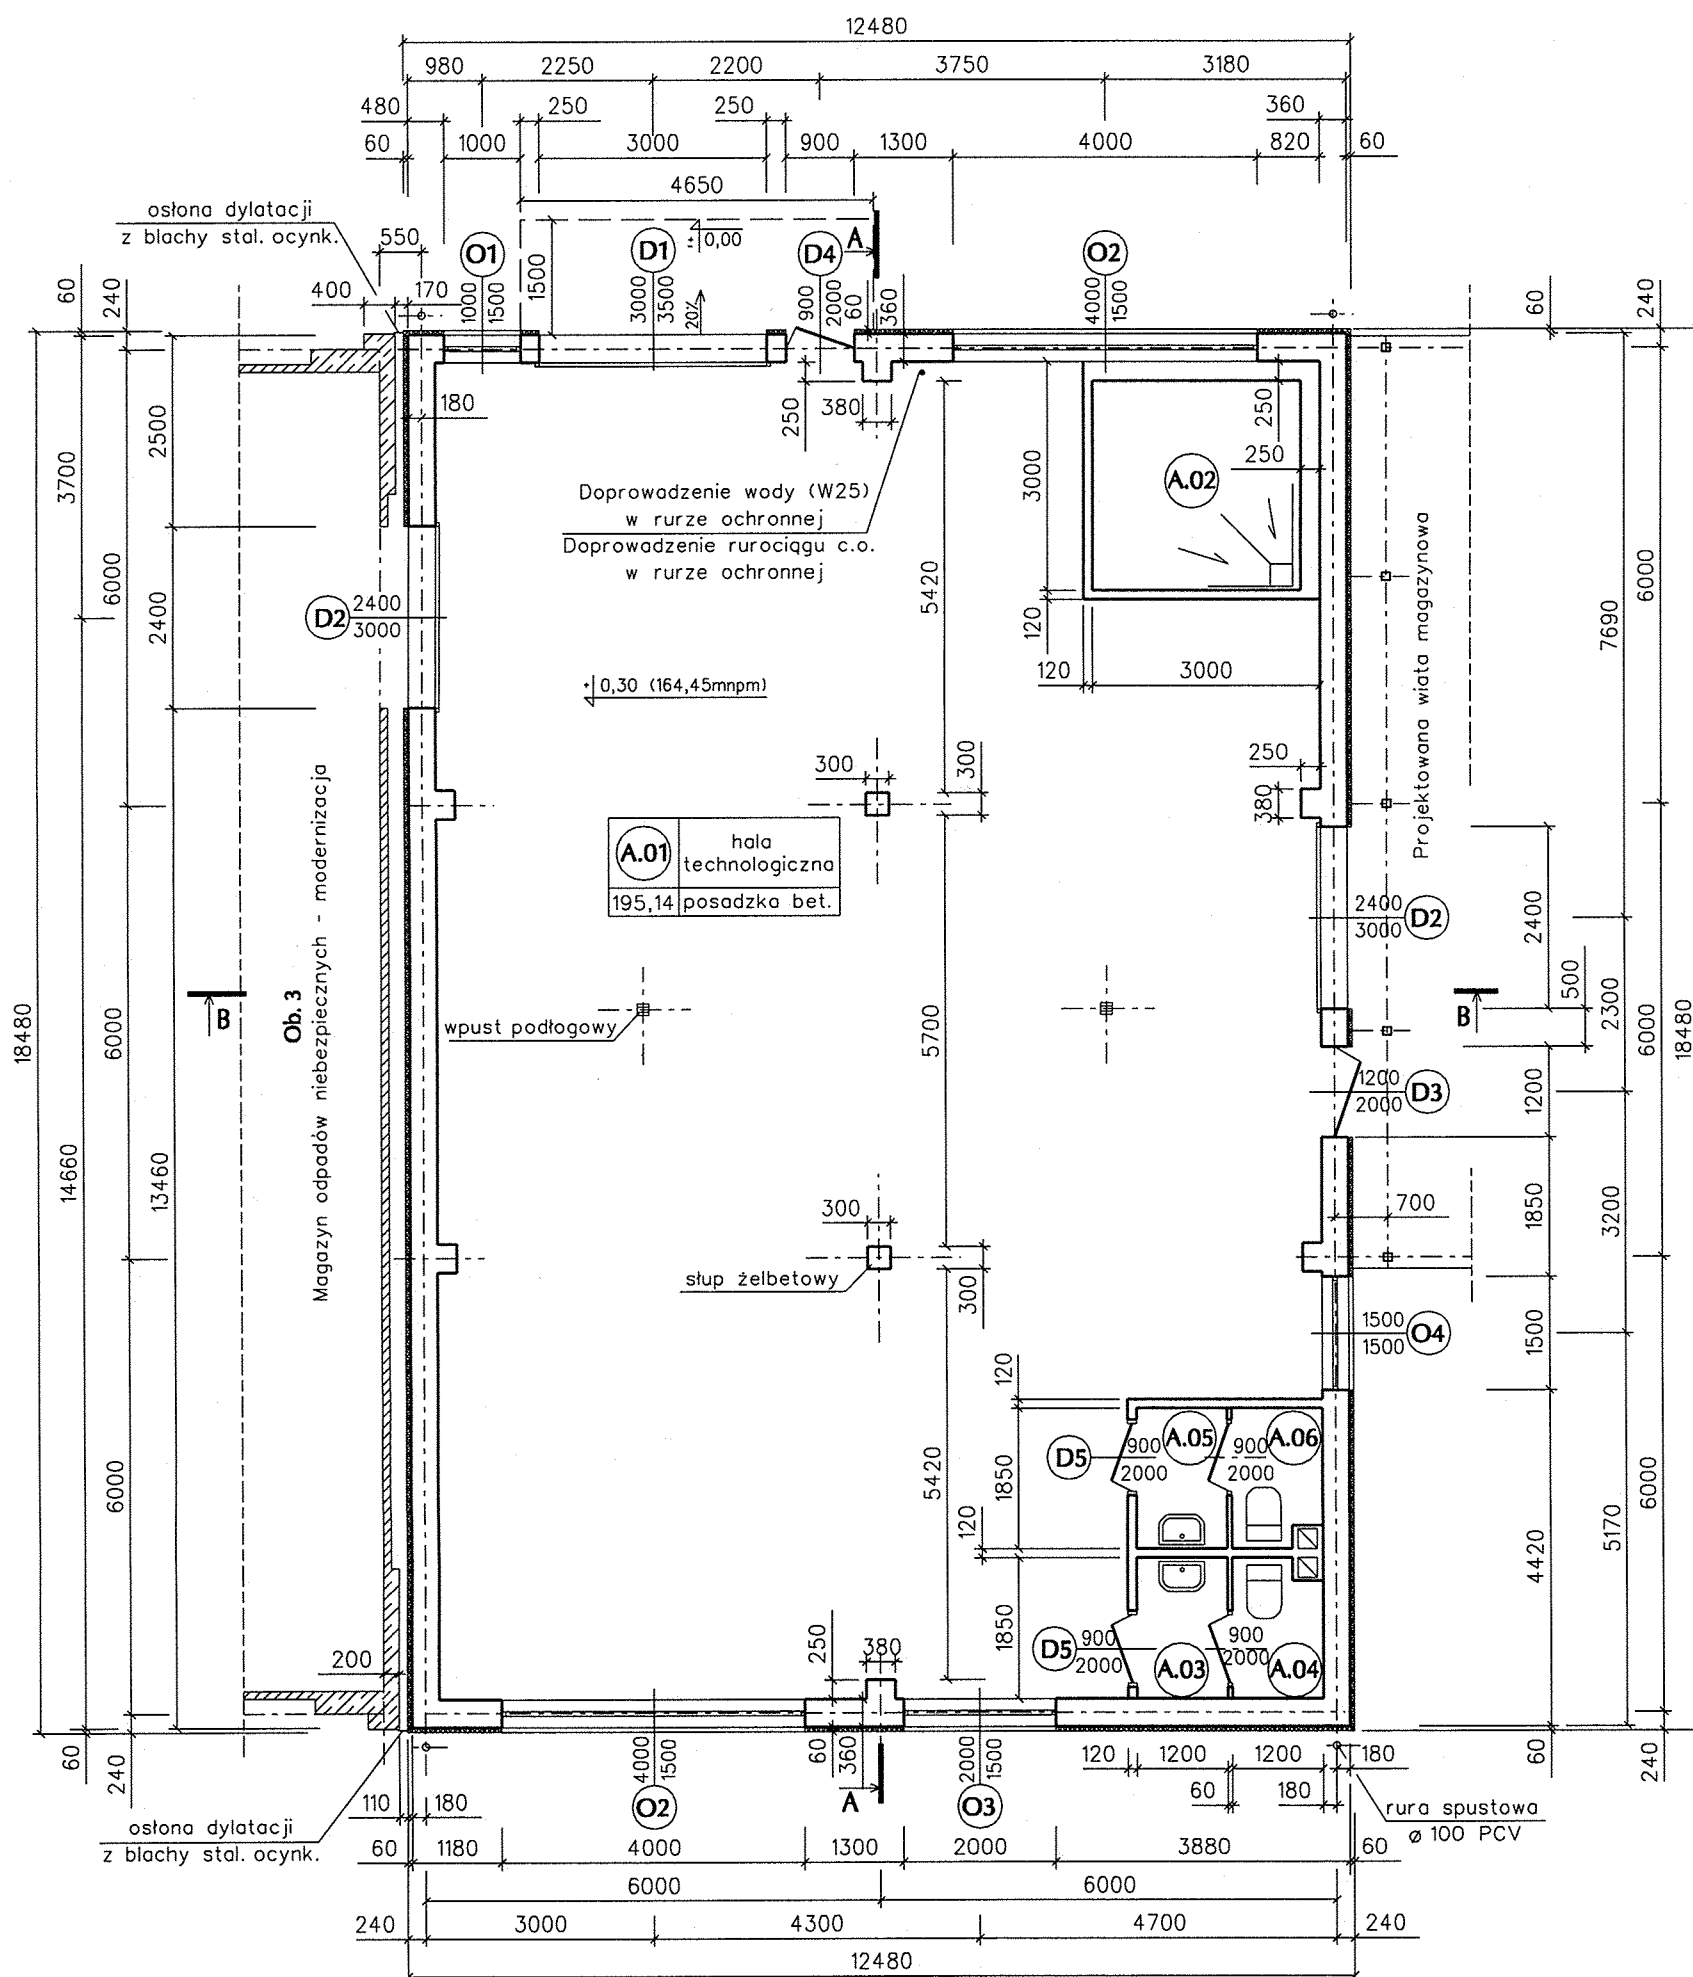 12480
980 2250 2200 3750 3180
480 250 250 360
60 1000 3000 900 1300 4000 820 60
4650
osłona dylatacji
z blachy stal. ocynk.
550
400 170
60
240
O1
1000
1500
1500
D1
3000
3500
± 0,00
20%
D4
900
2000
A
60
360
O2
4000
1500
60
240
180
250
380
250
250
3000
A.02
Doprowadzenie wody (W25)
w rurze ochronnej
Doprowadzenie rurociągu c.o.
w rurze ochronnej
2500
3700
6000
2400
D2
2400
3000
5420
120
120 3000
+ 0,30 (164,45mnpm)
Projektowana wiata magazynowa
6000
7690
300
300
250
380
A.01
hala
technologiczna
195,14 posadzka bet.
Ob. 3
Magazyn odpadów niebezpiecznych - modernizacja
B
18480
14660
6000
13460
wpust podłogowy
5700
2400
3000
D2
2400
500
2300
6000
18480
B
1200
2000
D3
1200
300
słup żelbetowy
300
700
1850
3200
1500
1500
O4
1500
120
1850
120
1850
5420
D5
900
2000
A.05
900
2000
A.06
D5
900
2000
A.03
900
2000
A.04
4420
5170
6000
6000
200
250
380
60
240
4000
1500
O2
60
360
A
2000
1500
O3
120 1200 1200 180
60 180
60
240
110 180
osłona dylatacji
z blachy stal. ocynk.
rura spustowa
ø 100 PCV
60 1180 4000 1300 2000 3880 60
6000 6000
240 3000 4300 4700 240
12480